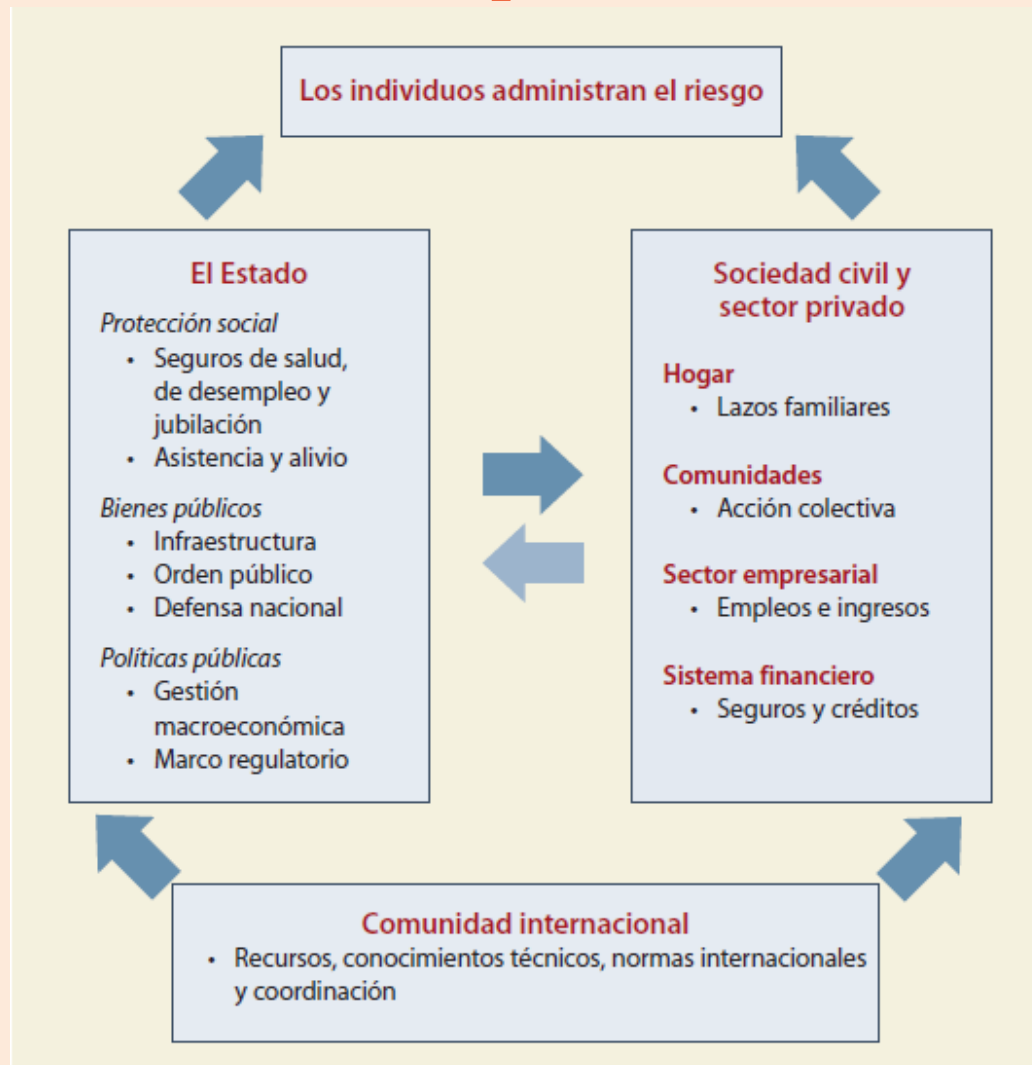 Los individuos administran el riesgo
El Estado
Protección social
• Seguros de salud,
de desempleo y
jubilación
• Asistencia y alivio
Bienes públicos
• Infraestructura
• Orden público
• Defensa nacional
Políticas públicas
• Gestión
macroeconómica
• Marco regulatorio
Sociedad civil y
sector privado
Hogar
• Lazos familiares
Comunidades
• Acción colectiva
Sector empresarial
• Empleos e ingresos
Sistema financiero
• Seguros y créditos
Comunidad internacional
• Recursos, conocimientos técnicos, normas internacionales
y coordinación